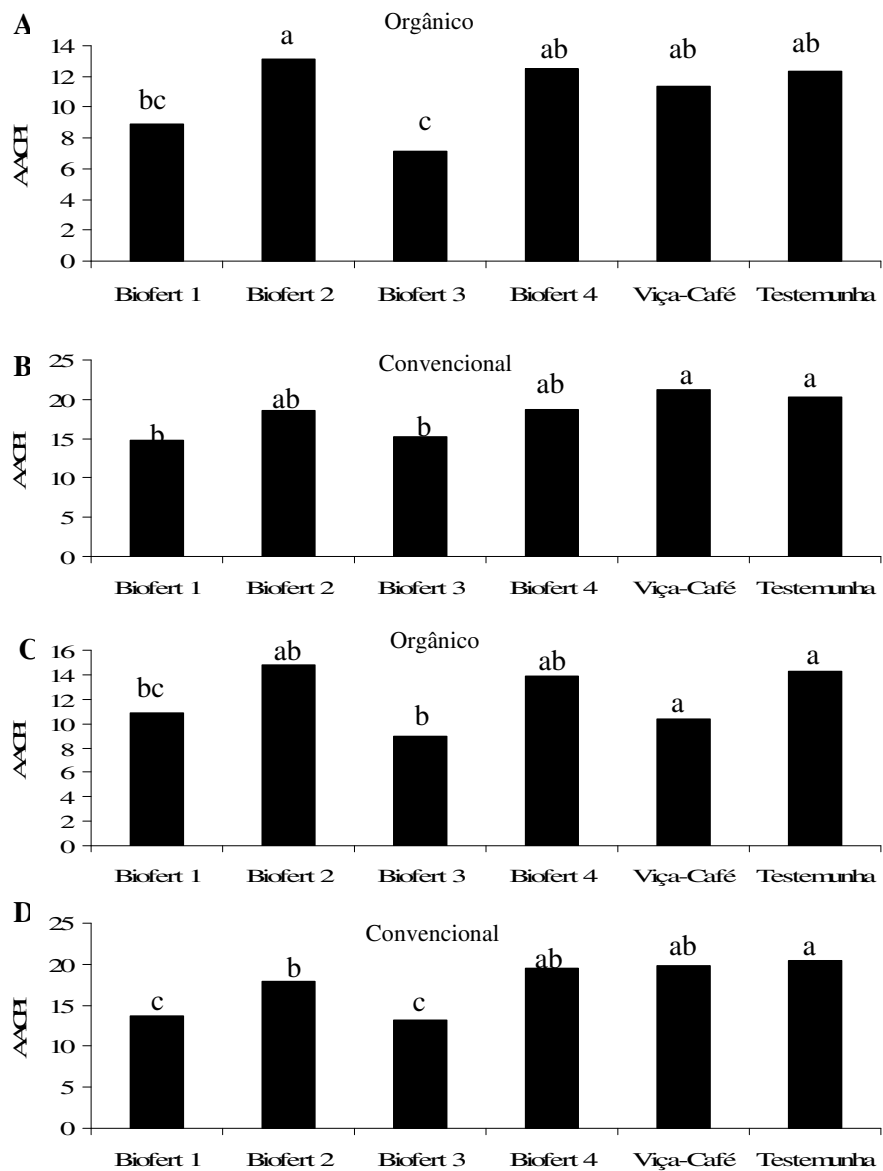 A
Orgânico
14
12
10
8
6
4
2
0
AACPI
bc
a
c
ab
ab
ab
Biofert 1 Biofert 2 Biofert 3 Biofert 4 Viça-Café Testemunha
B
Convencional
25
20
15
10
5
0
AACPI
b
ab
b
ab
a
a
Biofert 1 Biofert 2 Biofert 3 Biofert 4 Viça-Café Testemunha
C
Orgânico
16
14
12
10
8
6
4
2
0
AACPI
bc
ab
b
ab
a
a
Biofert 1 Biofert 2 Biofert 3 Biofert 4 Viça-Café Testemunha
D
Convencional
25
20
15
10
5
0
AACPI
c
b
c
ab
ab
a
Biofert 1 Biofert 2 Biofert 3 Biofert 4 Viça-Café Testemunha